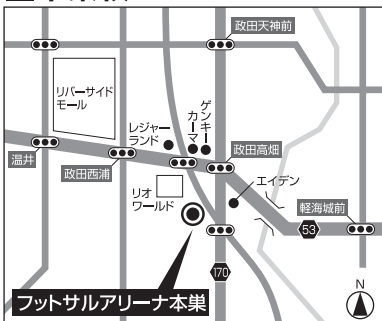 政田天神前
リバーサイド
モール
レジャー
ランド
カーマ
ゲンキー
温井
政田西浦
政田高畑
リオ
ワールド
エイデン
軽海城前
53
170
フットサルアリーナ本巣
N